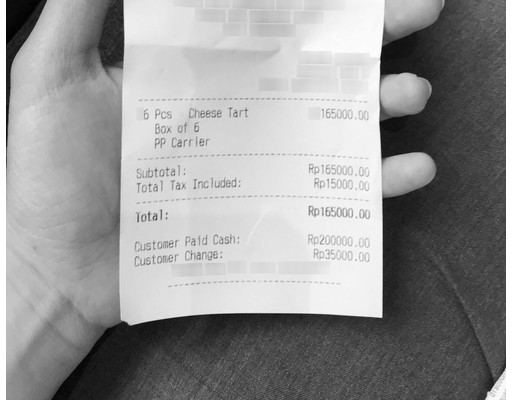 6 Pcs Cheese Tart 165000.00
Box of 6
PP Carrier
Subtotal: Rp165000.00
Total Tax Included: Rp15000.00
Total: Rp165000.00
Customer Paid Cash: Rp200000.00
Customer Change: Rp35000.00